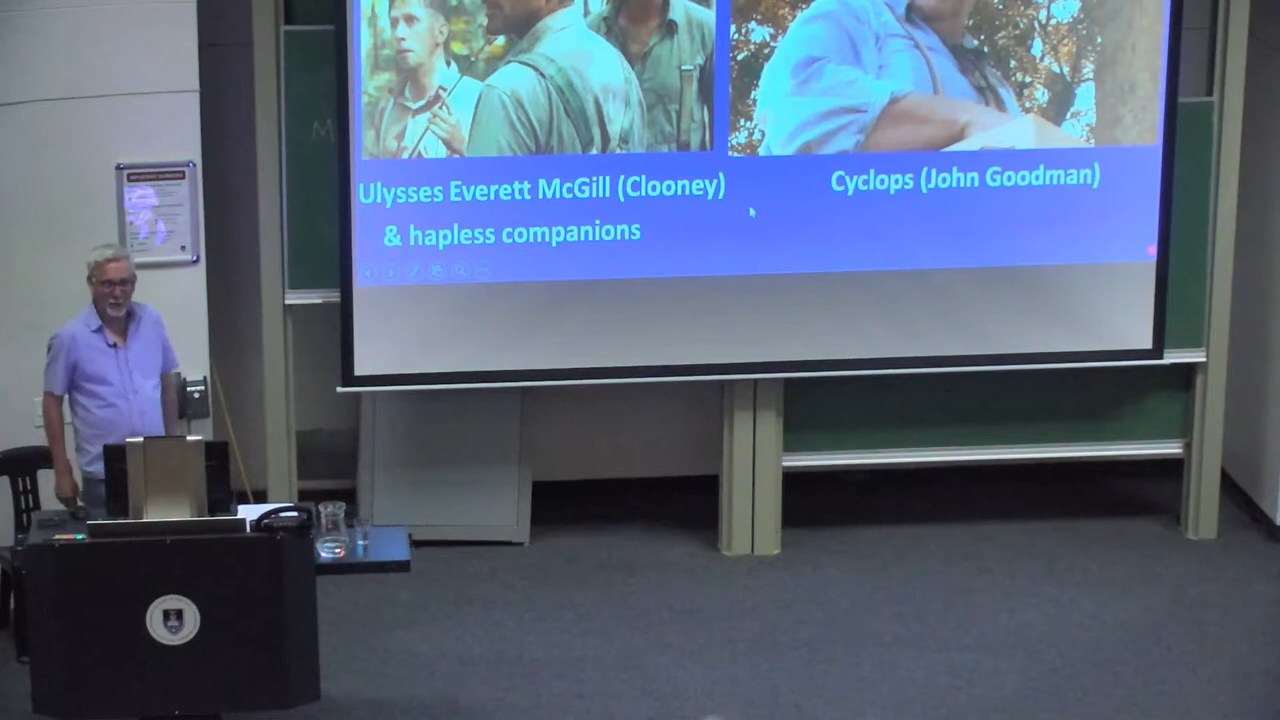 Ulysses Everett McGill (Clooney)
& hapless companions
Cyclops (John Goodman)
M